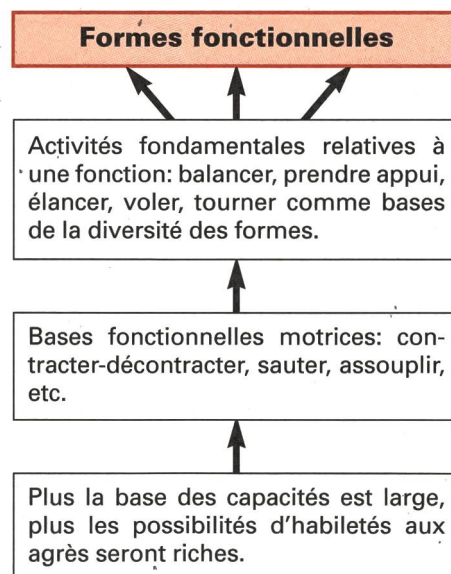 Formes fonctionnelles
Activités fondamentales relatives à
une fonction: balancer, prendre appui,
élancer, voler, tourner comme bases
de la diversité des formes.
Bases fonctionnelles motrices: con-
tracter-décontracter, sauter, assouplir,
etc.
Plus la base des capacités est large,
plus les possibilités d'habiletés aux
agrès seront riches.